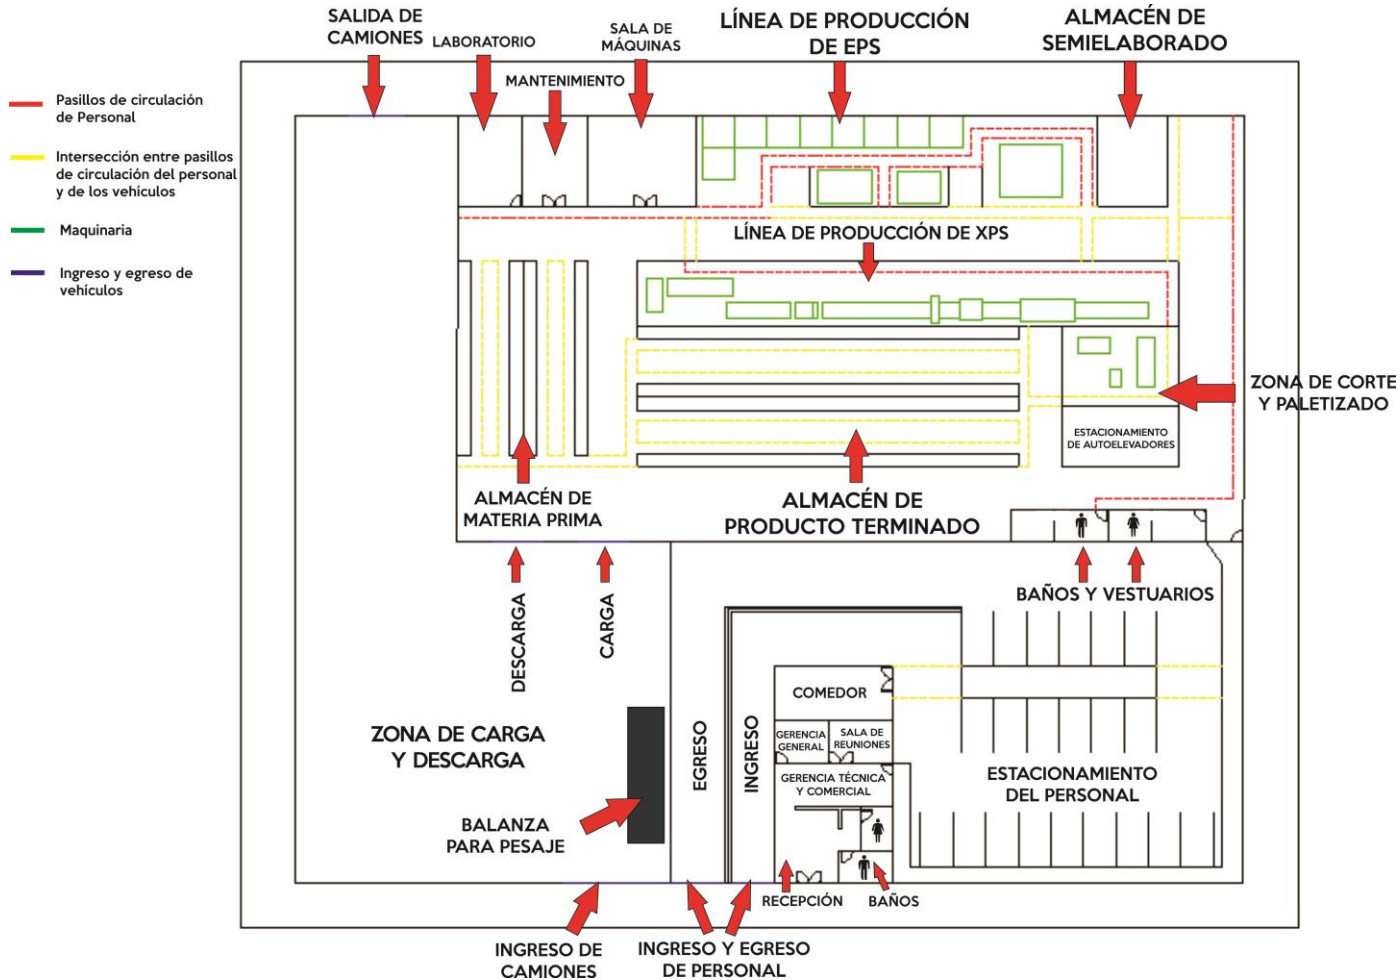 SALIDA DE
CAMIONES
LABORATORIO
MANTENIMIENTO
SALA DE
MÁQUINAS
LÍNEA DE PRODUCCIÓN
DE EPS
ALMACÉN DE
SEMIELABORADO
Pasillos de circulación
de Personal
Intersección entre pasillos
de circulación del personal
y de los vehículos
Maquinaria
Ingreso y egreso de
vehículos
LÍNEA DE PRODUCCIÓN DE XPS
ZONA DE CORTE
Y PALETIZADO
ESTACIONAMIENTO
DE AUTOELEVADORES
ALMACÉN DE
MATERIA PRIMA
ALMACÉN DE
PRODUCTO TERMINADO
BAÑOS Y VESTUARIOS
DESCARGA
CARGA
ZONA DE CARGA
Y DESCARGA
BALANZA
PARA PESAJE
EGRESO
INGRESO
COMEDOR
GERENCIA
GENERAL
SALA DE
REUNIONES
GERENCIA TÉCNICA
Y COMERCIAL
ESTACIONAMIENTO
DEL PERSONAL
RECEPCIÓN
BAÑOS
INGRESO DE
CAMIONES
INGRESO Y EGRESO
DE PERSONAL